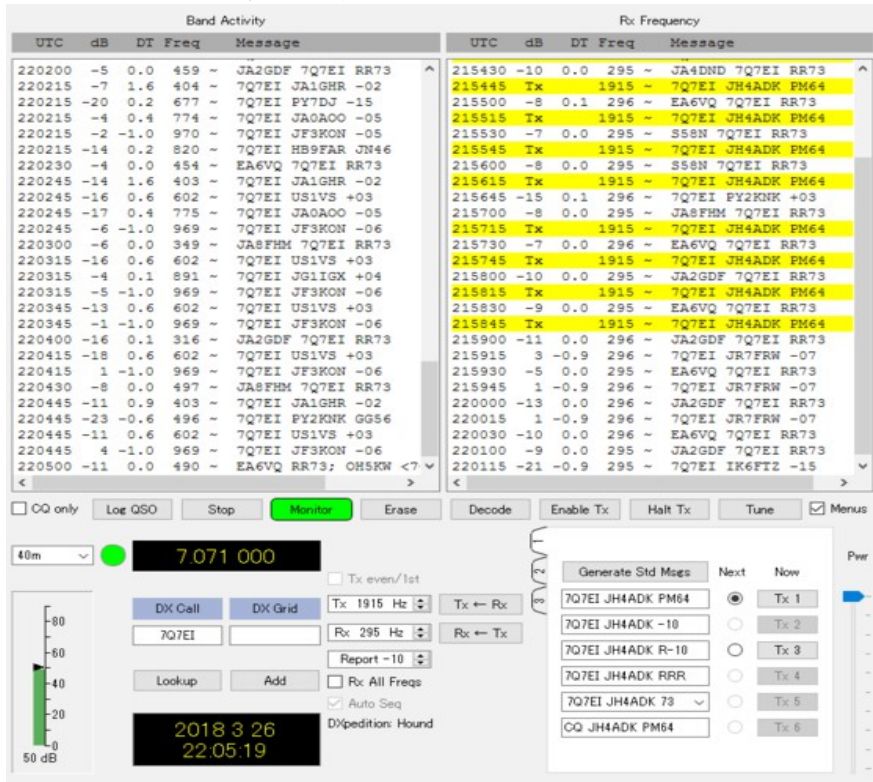 Band Activity
UTC dB DT Freq Message
220200 -5 0.0 459 ~ JA2GDF 7Q7EI RR73
220215 -7 1.6 404 ~ 7Q7EI JA1GHR -02
220215 -20 0.2 677 ~ 7Q7EI PY7DJ -15
220215 -4 0.4 774 ~ 7Q7EI JA0AOO -05
220215 -2 -1.0 970 ~ 7Q7EI JF3KON -05
220215 -14 0.2 820 ~ 7Q7EI HB9FAR JN46
220230 -4 0.0 454 ~ EA6VQ 7Q7EI RR73
220245 -14 1.6 403 ~ 7Q7EI JA1GHR -02
220245 -16 0.6 602 ~ 7Q7EI US1VS +03
220245 -17 0.4 775 ~ 7Q7EI JA0AOO -05
220245 -6 -1.0 969 ~ 7Q7EI JF3KON -06
220300 -6 0.0 349 ~ JA8FHM 7Q7EI RR73
220315 -16 0.6 602 ~ 7Q7EI US1VS +03
220315 -4 0.1 891 ~ 7Q7EI JG1IGX +04
220315 -5 -1.0 969 ~ 7Q7EI JF3KON -06
220345 -13 0.6 602 ~ 7Q7EI US1VS +03
220345 -1 -1.0 969 ~ 7Q7EI JF3KON -06
220400 -16 0.1 316 ~ JA2GDF 7Q7EI RR73
220415 -18 0.6 602 ~ 7Q7EI US1VS +03
220415 1 -1.0 969 ~ 7Q7EI JF3KON -06
220430 -8 0.0 497 ~ JA8FHM 7Q7EI RR73
220445 -11 0.9 403 ~ 7Q7EI JA1GHR -02
220445 -23 -0.6 496 ~ 7Q7EI PY2KNK GG56
220445 -11 0.6 602 ~ 7Q7EI US1VS +03
220445 4 -1.0 969 ~ 7Q7EI JF3KON -06
220500 -11 0.0 490 ~ EA6VQ RR73; OH5KW <7
Rx Frequency
UTC dB DT Freq Message
215430 -10 0.0 295 ~ JA4DND 7Q7EI RR73
215445 Tx 1915 ~ 7Q7EI JH4ADK PM64
215500 -8 0.1 296 ~ EA6VQ 7Q7EI RR73
215515 Tx 1915 ~ 7Q7EI JH4ADK PM64
215530 -7 0.0 295 ~ S58N 7Q7EI RR73
215545 Tx 1915 ~ 7Q7EI JH4ADK PM64
215600 -8 0.0 295 ~ S58N 7Q7EI RR73
215615 Tx 1915 ~ 7Q7EI JH4ADK PM64
215645 -15 0.1 296 ~ 7Q7EI PY2KNK +03
215700 -8 0.0 295 ~ JA8FHM 7Q7EI RR73
215715 Tx 1915 ~ 7Q7EI JH4ADK PM64
215730 -7 0.0 296 ~ EA6VQ 7Q7EI RR73
215745 Tx 1915 ~ 7Q7EI JH4ADK PM64
215800 -10 0.0 295 ~ JA2GDF 7Q7EI RR73
215815 Tx 1915 ~ 7Q7EI JH4ADK PM64
215830 -9 0.0 295 ~ EA6VQ 7Q7EI RR73
215845 Tx 1915 ~ 7Q7EI JH4ADK PM64
215900 -11 0.0 296 ~ JA2GDF 7Q7EI RR73
215915 3 -0.9 296 ~ 7Q7EI JR7FRW -07
215930 -5 0.0 295 ~ EA6VQ 7Q7EI RR73
215945 1 -0.9 296 ~ 7Q7EI JR7FRW -07
220000 -13 0.0 296 ~ JA2GDF 7Q7EI RR73
220015 1 -0.9 296 ~ 7Q7EI JR7FRW -07
220030 -10 0.0 296 ~ EA6VQ 7Q7EI RR73
220100 -9 0.0 296 ~ JA2GDF 7Q7EI RR73
220115 -21 -0.9 295 ~ 7Q7EI IK6FTZ -15
CQ only Log QSO Stop Monitor Erase Decode Enable Tx Halt Tx Tune Menus
40m
7.071 000
Tx even/1st
DX Call DX Grid
7Q7EI
Tx 1915 Hz Tx ← Rx
Rx 295 Hz Rx ← Tx
Report -10
Lookup Add
Rx All Freqs
Auto Seq
DXpedition: Hound
2018 3 26
22:05:19
80
60
40
20
0
50 dB
1
2
3
Generate Std Msgs Next Now
7Q7EI JH4ADK PM64 Tx 1
7Q7EI JH4ADK -10 Tx 2
7Q7EI JH4ADK R-10 Tx 3
7Q7EI JH4ADK RRR Tx 4
7Q7EI JH4ADK 73 Tx 5
CQ JH4ADK PM64 Tx 6
Pwr